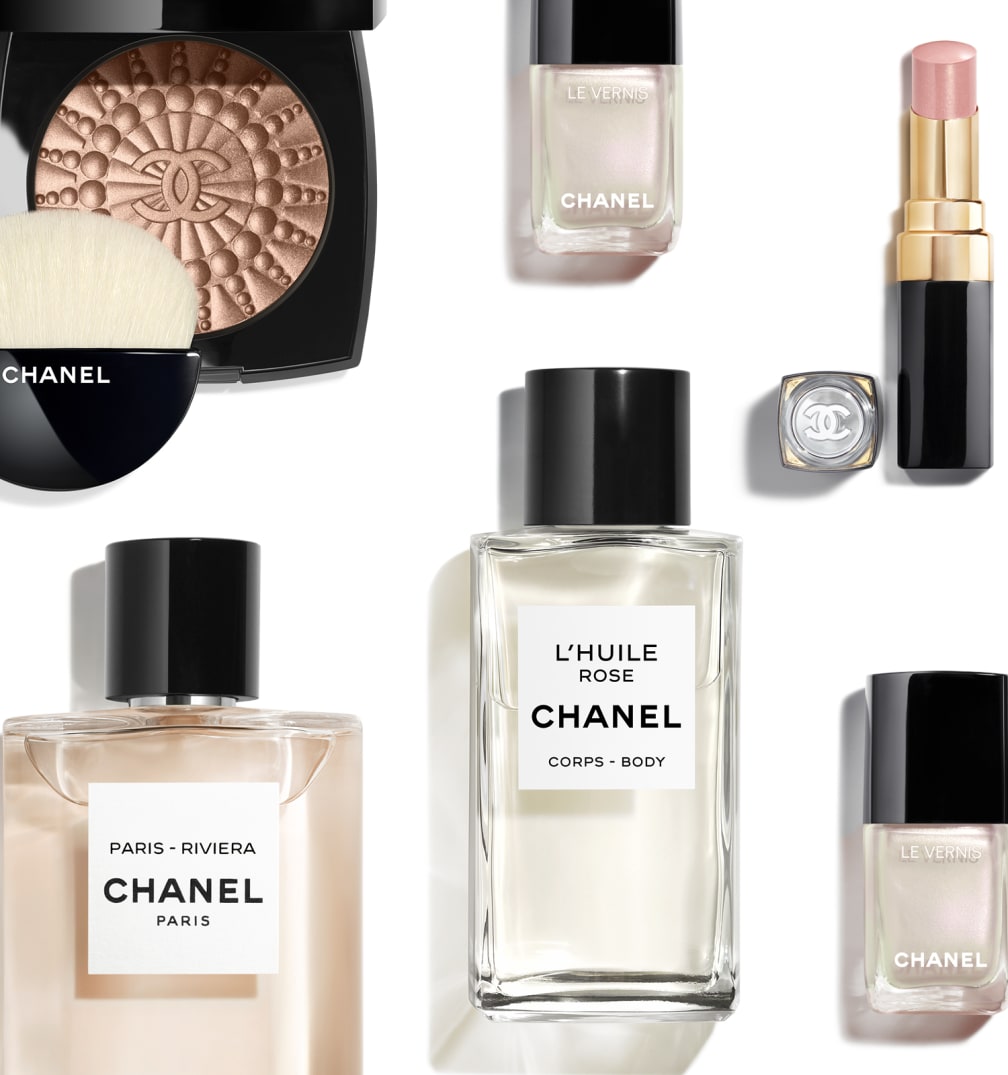 LE VERNIS
CHANEL
CHANEL
L'HUILE
ROSE
CHANEL
CORPS - BODY
PARIS - RIVIERA
CHANEL
PARIS
LE VERNIS
CHANEL